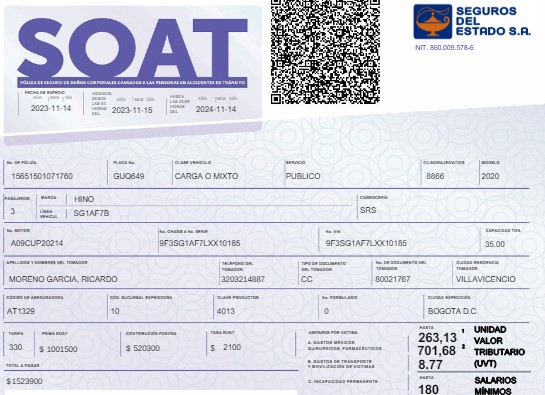 SOAT
SEGUROS
DEL
ESTADO S.A.
NIT. 860.009.578-6
PÓLIZA DE SEGURO DE DAÑOS CORPORALES CAUSADOS A LAS PERSONAS EN ACCIDENTES DE TRÁNSITO
FECHA DE EXPEDIC
AÑO MES DÍA
2023-11-14
VIGENCIA
DESDE
LAS 00
HORAS
DEL
AÑO MES DÍA
2023-11-15
HASTA
LAS 23:59
HORAS
DEL
AÑO MES DÍA
2024-11-14
No. DE PÓLIZA PLACA No. CLASE VEHÍCULO SERVICIO CILINDRAJE/VATIOS MODELO
15651501071760 GUQ649 CARGA O MIXTO PUBLICO 8866 2020
PASAJEROS MARCA HINO CARROCERÍA
3 LÍNEA VEHICUL SG1AF7B SRS
No. MOTOR No. CHASIS ó No. SERIE No. VIN CAPACIDAD TON.
A09CUP20214 9F3SG1AF7LXX10185 9F3SG1AF7LXX10185 35.00
APELLIDOS Y NOMBRES DEL TOMADOR TELÉFONO DEL TOMADOR TIPO DE DOCUMENTO DEL TOMADOR No. DE DOCUMENTO DEL TOMADOR CIUDAD RESIDENCIA TOMADOR
MORENO GARCIA, RICARDO 3203214887 CC 80021767 VILLAVICENCIO
CÓDIGO DE ASEGURADORA CÓD. SUCURSAL EXPEDIDORA CLAVE PRODUCTOR No. FORMULARIO CIUDAD EXPEDICIÓN
AT1329 10 4013 0 BOGOTA D.C
TARIFA PRIMA SOAT CONTRIBUCIÓN FOSYGA TASA RUNT
330 $ 1001500 $ 520300 $ 2100
TOTAL A PAGAR
$1523900
AMPAROS POR VICTIMA
A. GASTOS MÉDICOS
QUIRÚRGICOS, FARMACÉUTICOS,
B. GASTOS DE TRANSPORTE
Y MOVILIZACIÓN DE VICTIMAS
C. INCAPACIDAD PERMANENTE
HASTA
263,13 1
701,68 2
8.77
UNIDAD
VALOR
TRIBUTARIO
(UVT)
HASTA
180
SALARIOS
MÍNIMOS